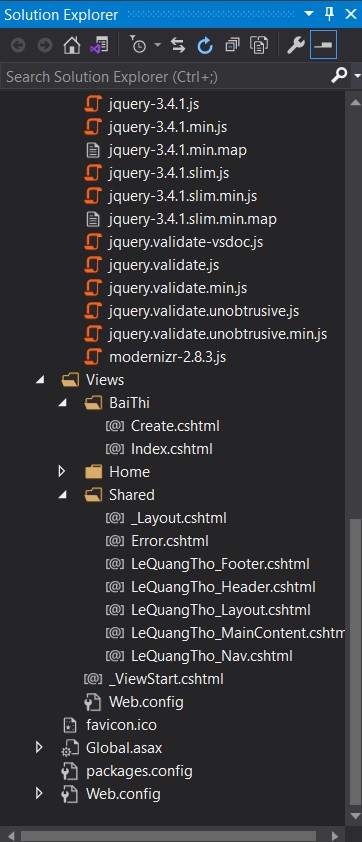 Solution Explorer
Search Solution Explorer (Ctrl+;)
jquery-3.4.1.js
jquery-3.4.1.min.js
jquery-3.4.1.min.map
jquery-3.4.1.slim.js
jquery-3.4.1.slim.min.js
jquery-3.4.1.slim.min.map
jquery.validate-vsdoc.js
jquery.validate.js
jquery.validate.min.js
jquery.validate.unobtrusive.js
jquery.validate.unobtrusive.min.js
modernizr-2.8.3.js
Views
BaiThi
[@] Create.cshtml
[@] Index.cshtml
Home
Shared
[@] _Layout.cshtml
[@] Error.cshtml
[@] LeQuangTho_Footer.cshtml
[@] LeQuangTho_Header.cshtml
[@] LeQuangTho_Layout.cshtml
[@] LeQuangTho_MainContent.cshtm
[@] LeQuangTho_Nav.cshtml
[@] _ViewStart.cshtml
Web.config
favicon.ico
Global.asax
packages.config
Web.config